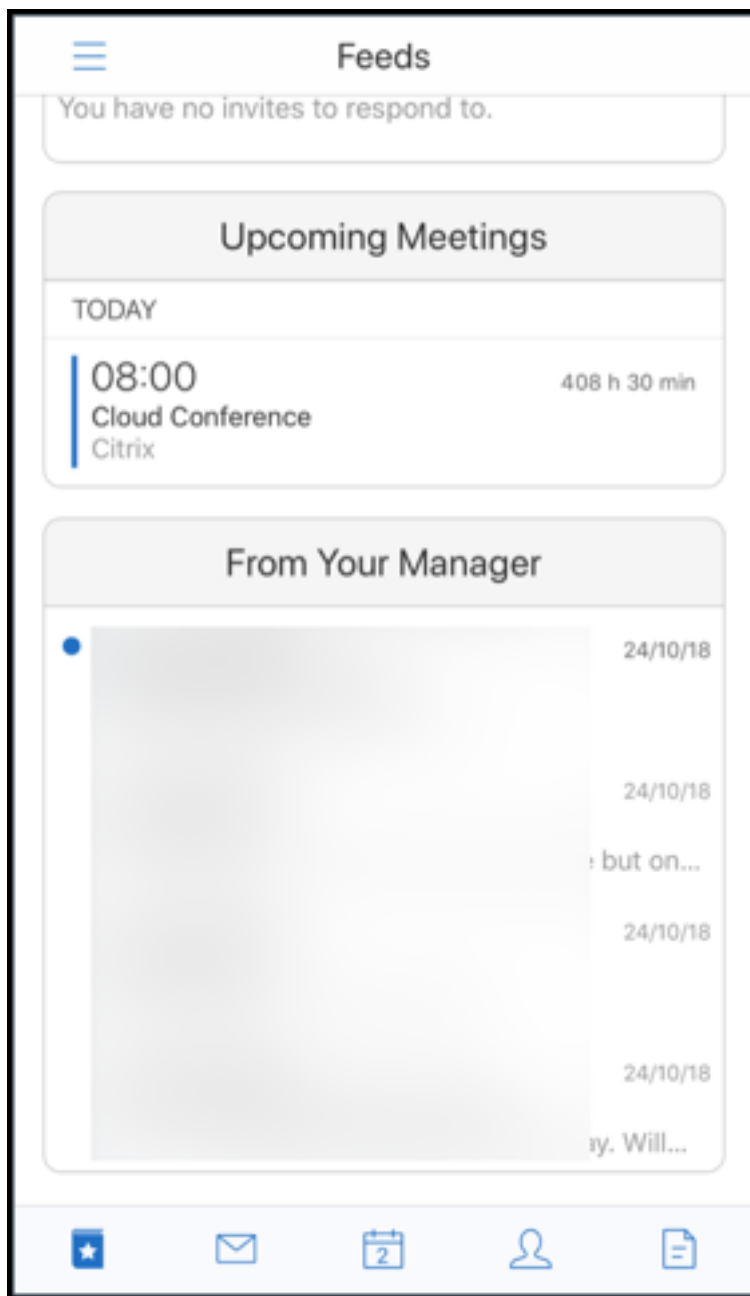 Feeds
You have no invites to respond to.
Upcoming Meetings
TODAY
08:00
408 h 30 min
Cloud Conference
Citrix
From Your Manager
24/10/18
24/10/18
but on...
24/10/18
24/10/18
Will...
2